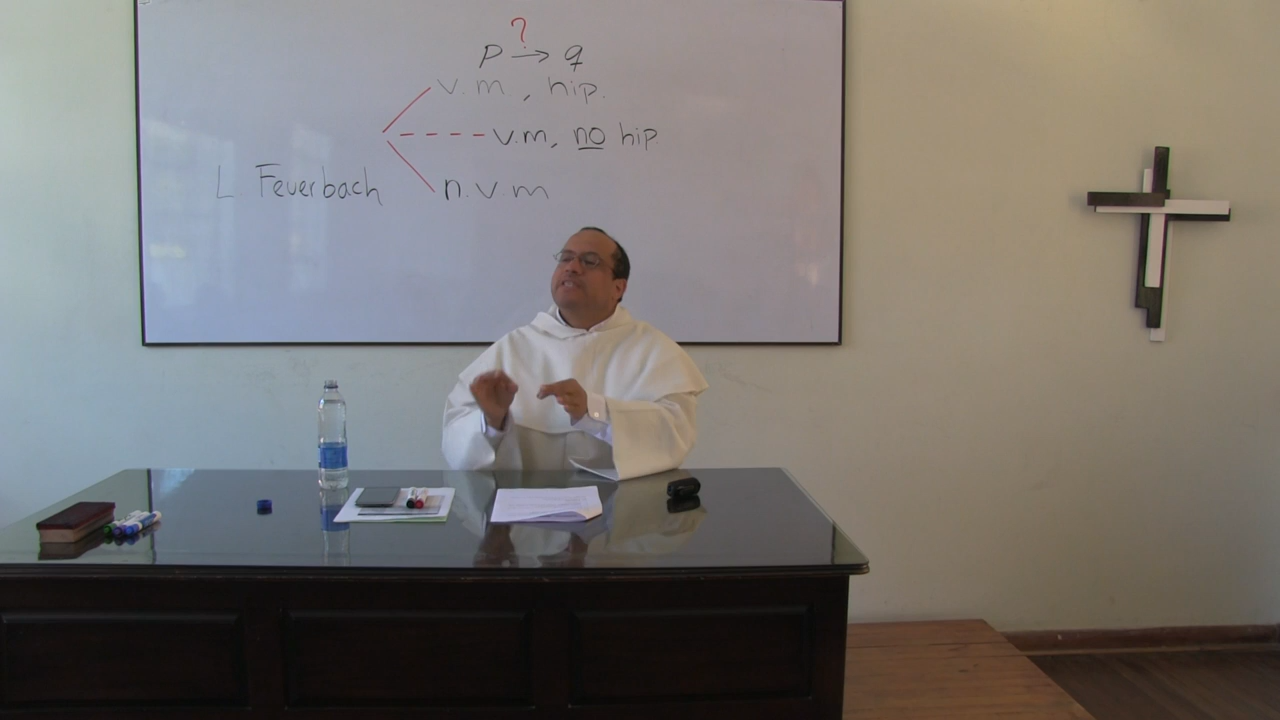 ?
p → q
v.m, hip.
v.m, no hip.
L Feuerbach
n.v.m